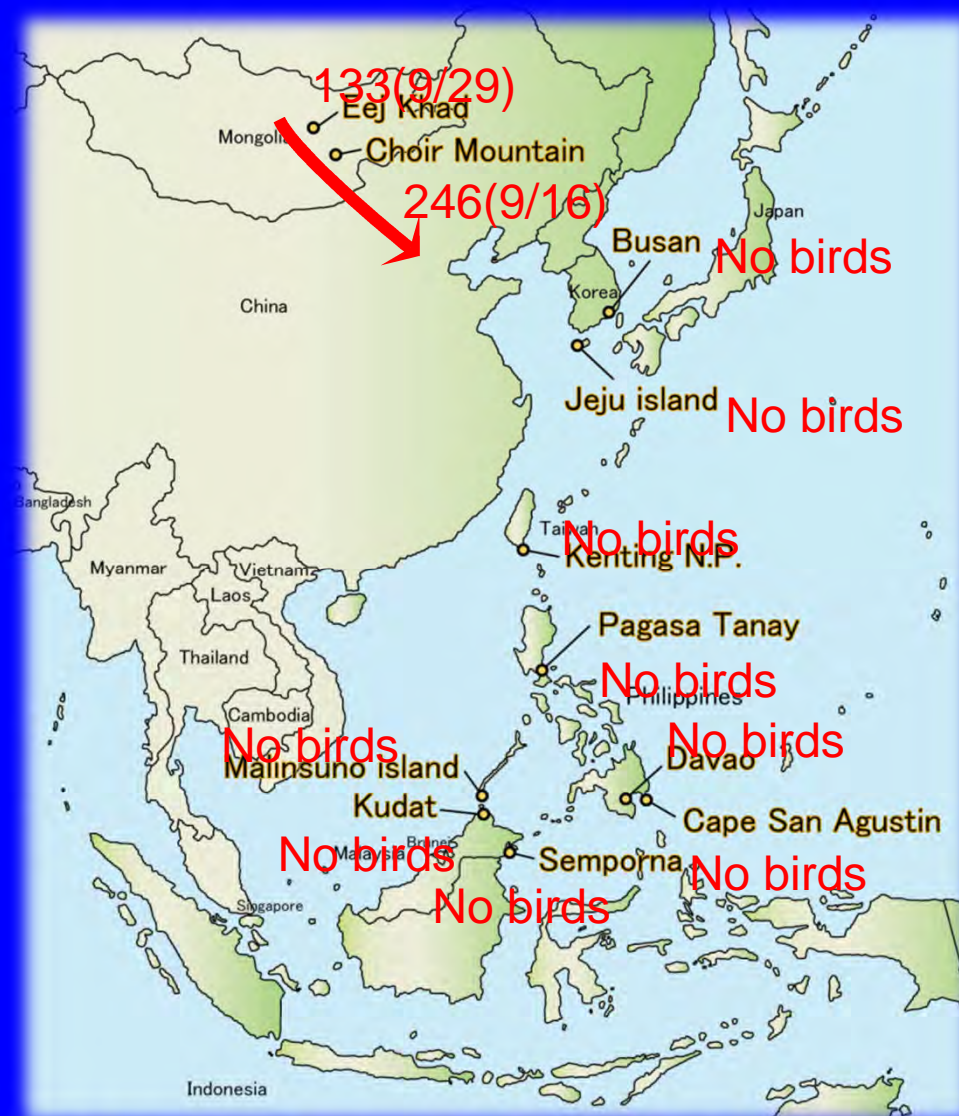 133(9/29)
Eej Khad
Mongolia
Choir Mountain
246(9/16)
Japan
Busan
No birds
Korea
China
Jeju island
No birds
Bangladesh
Taiwan
No birds
Kenting N.P.
Myanmar
Vietnam
Laos
Pagasa Tanay
Thailand
No birds
Philippines
Cambodia
No birds
No birds
Davao
Malinsuno island
Kudat
Cape San Agustin
Brunei
No birds
Malaysia
Semporna
No birds
Singapore
No birds
Indonesia